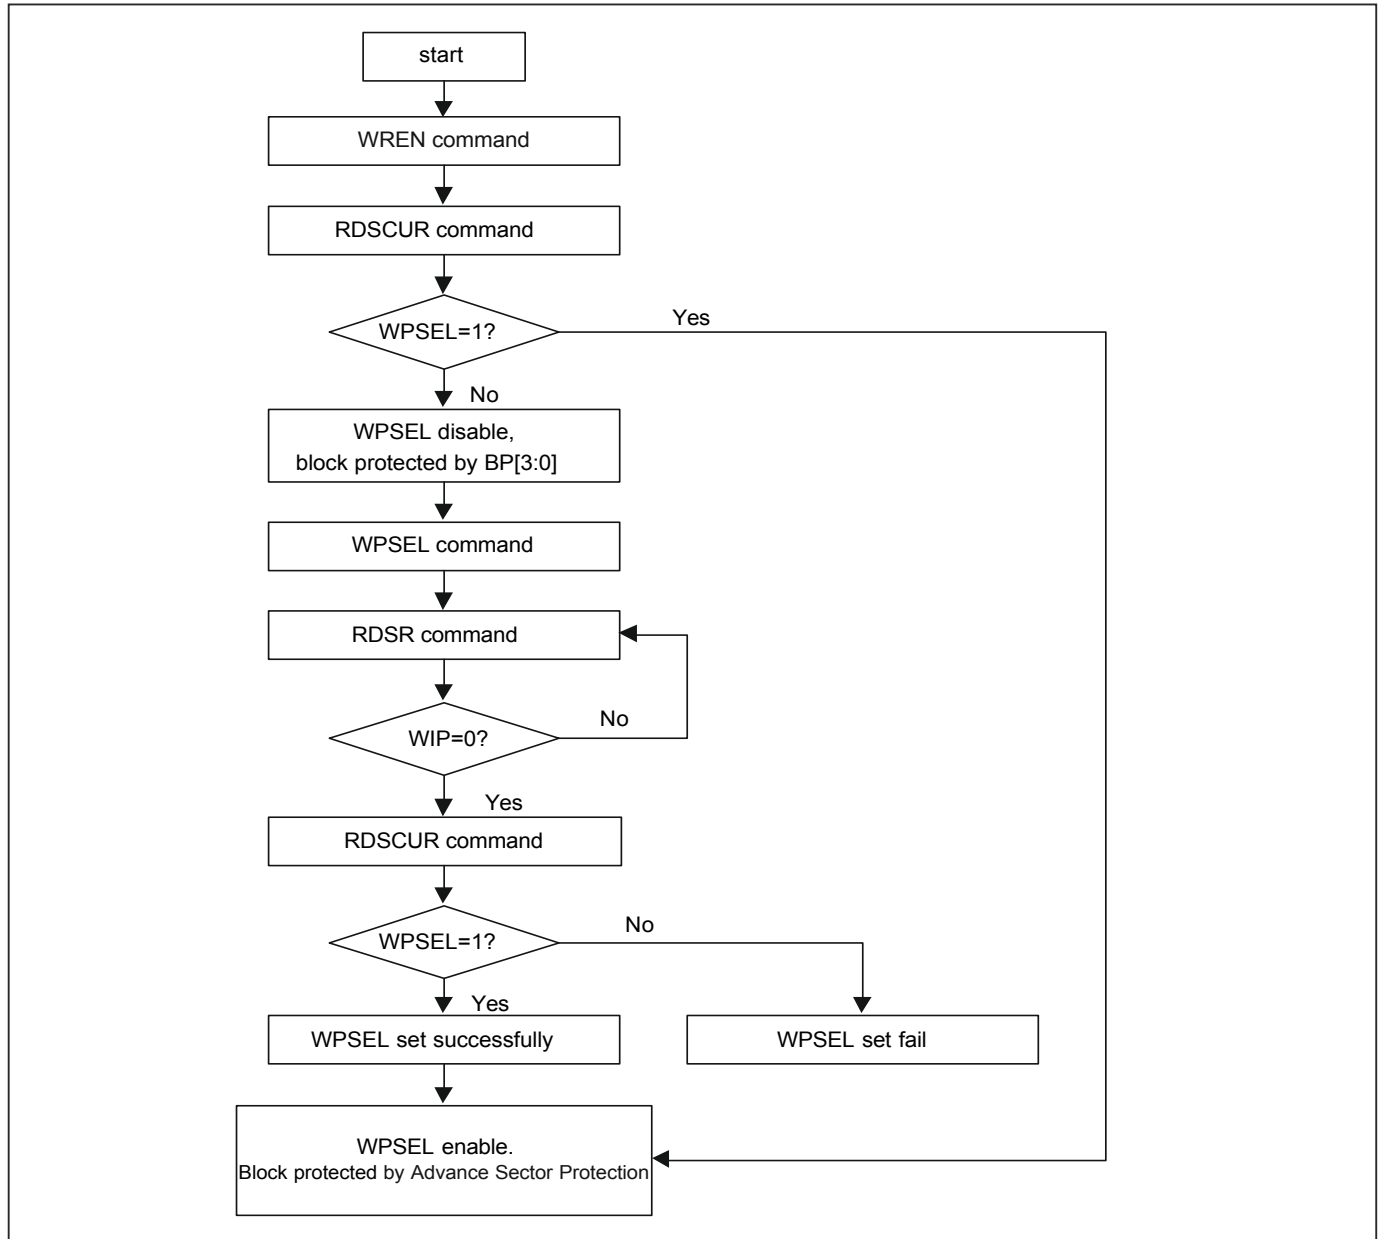 start
WREN command
RDSCUR command
WPSEL=1?
Yes
No
WPSEL disable,
block protected by BP[3:0]
WPSEL command
RDSR command
WIP=0?
No
Yes
RDSCUR command
WPSEL=1?
No
Yes
WPSEL set successfully
WPSEL set fail
WPSEL enable.
Block protected by Advance Sector Protection